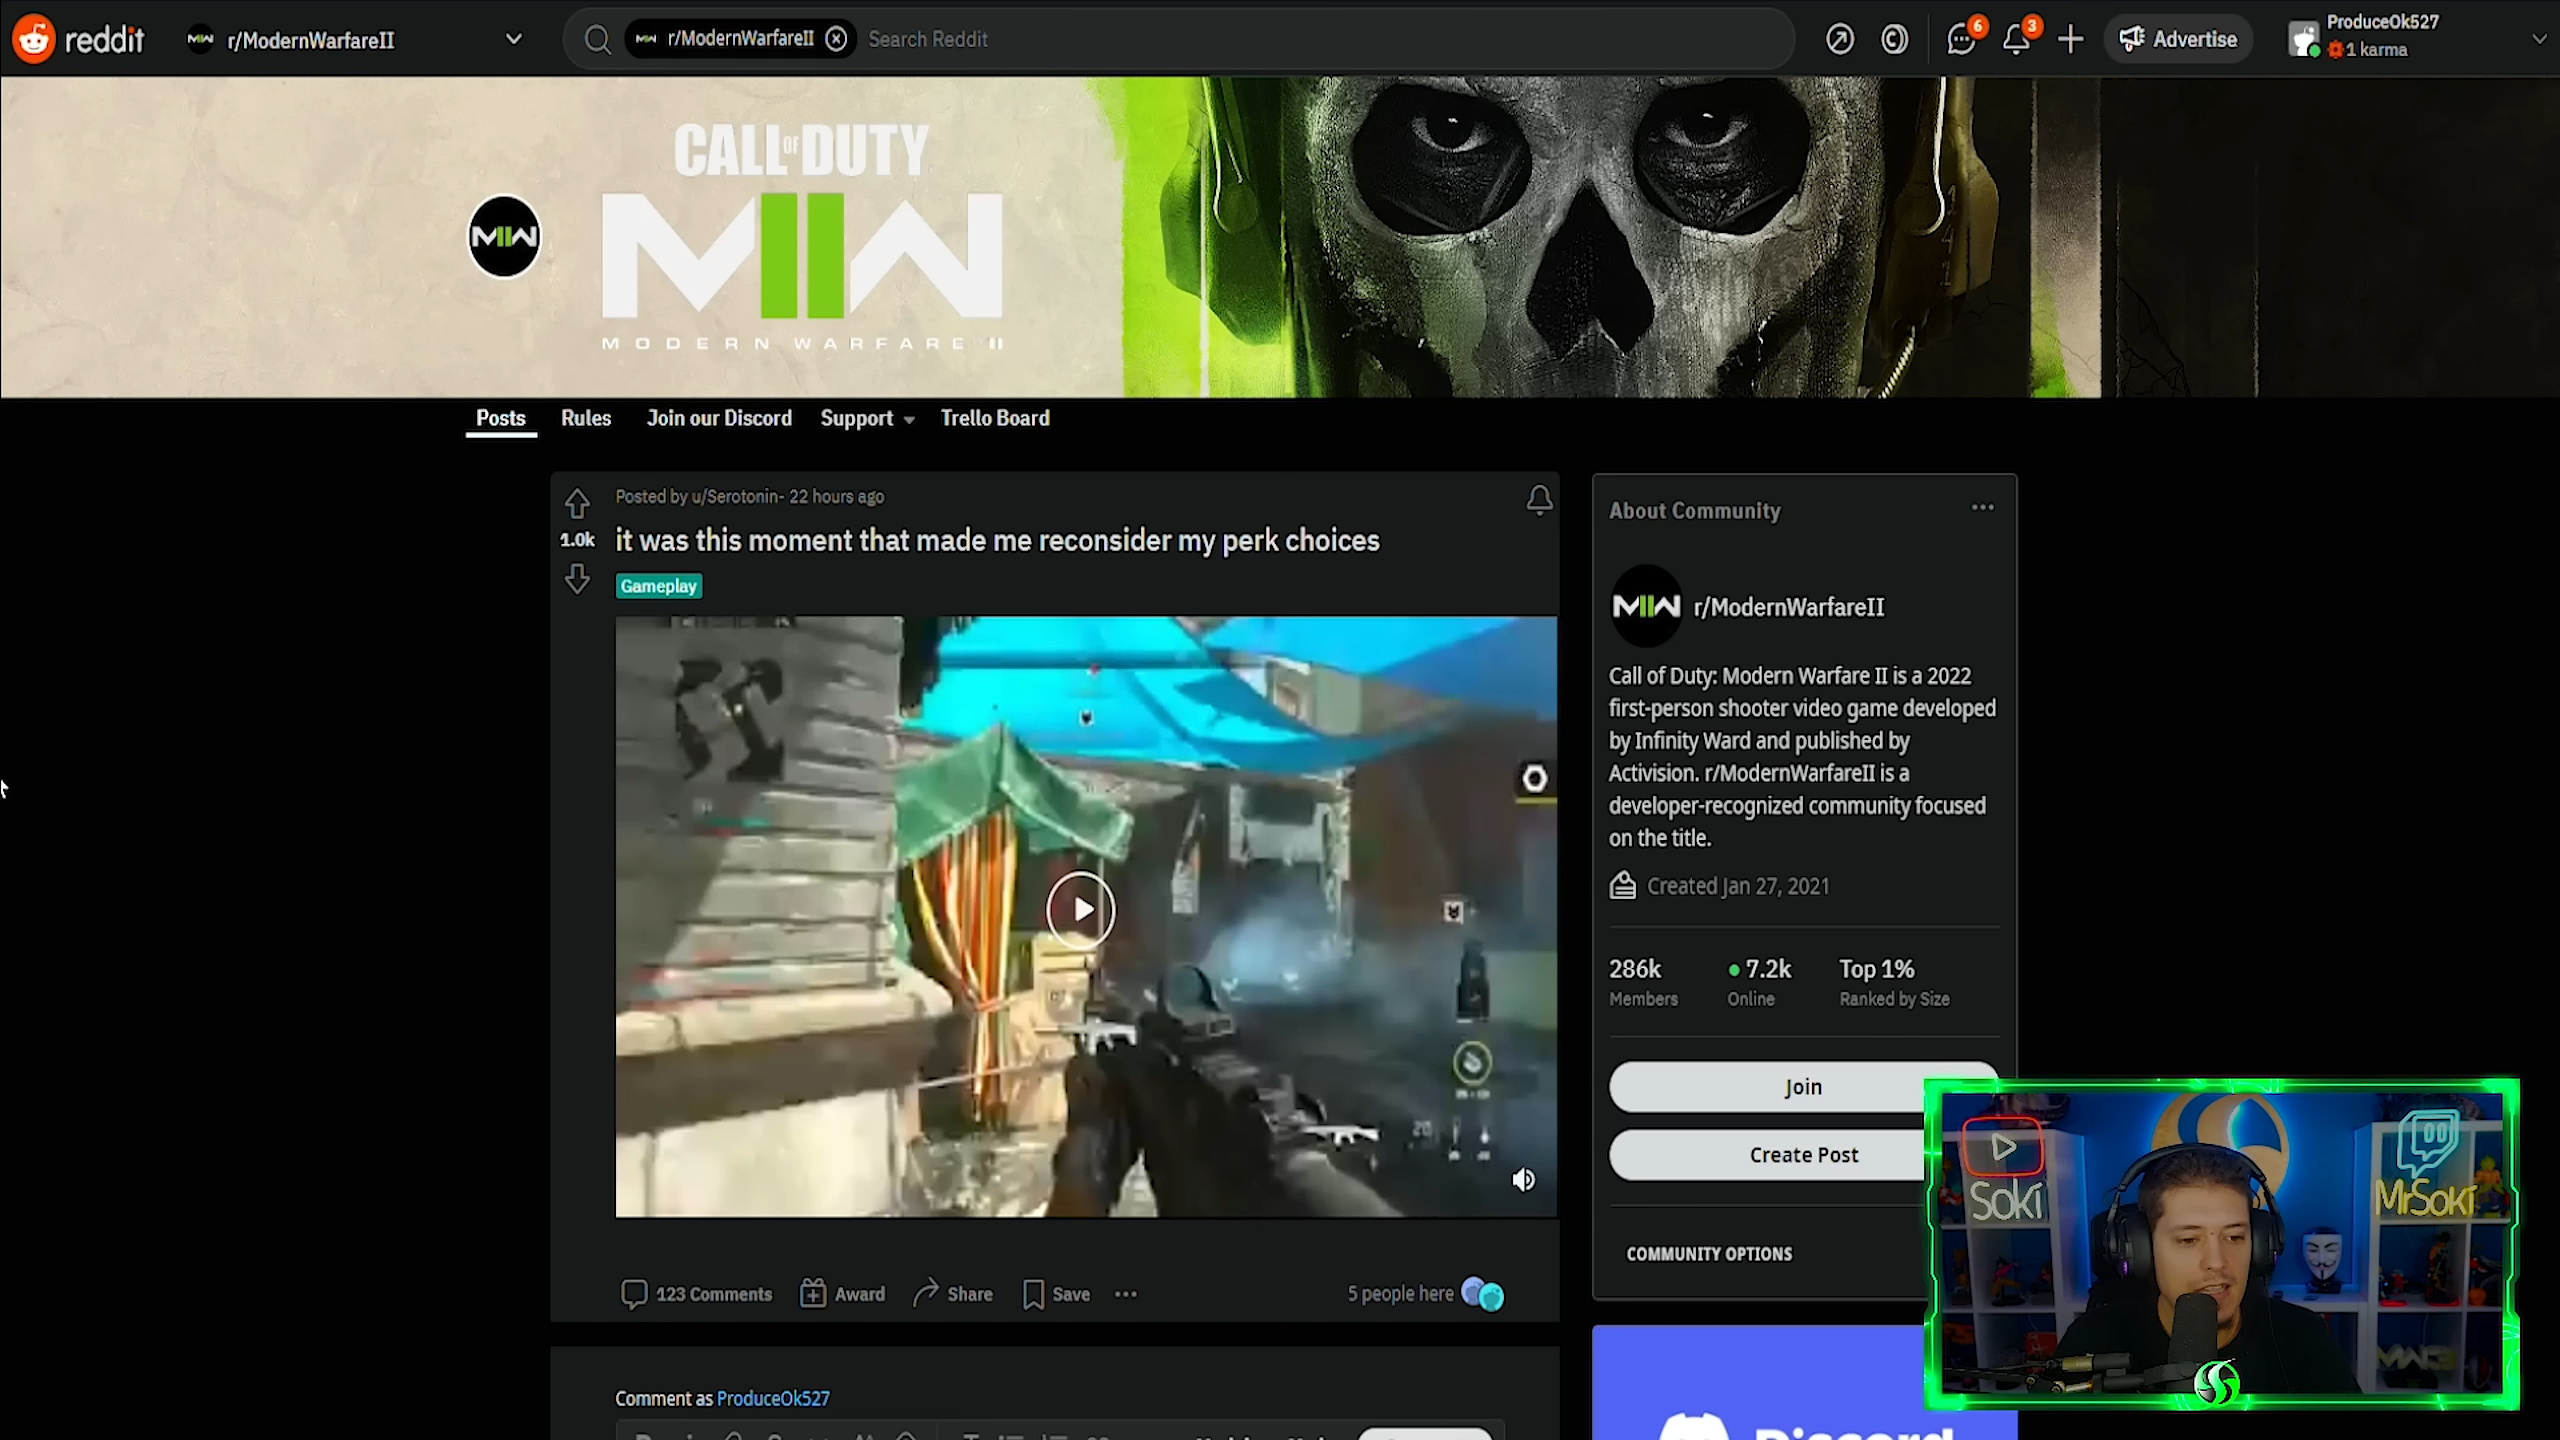 reddit
r/ModernWarfareII
r/ModernWarfareII
Search Reddit
6
3
Advertise
ProduceOk527
1 karma
CALL OF DUTY
MIIW
MODERN WARFARE II
MIIW
Posts
Rules
Join our Discord
Support
Trello Board
Posted by u/Serotonin- 22 hours ago
1.0k
it was this moment that made me reconsider my perk choices
Gameplay
123 Comments
Award
Share
Save
5 people here
Comment as ProduceOk527
About Community
MIIW
r/ModernWarfareII
Call of Duty: Modern Warfare II is a 2022
first-person shooter video game developed
by Infinity Ward and published by
Activision. r/ModernWarfareII is a
developer-recognized community focused
on the title.
Created Jan 27, 2021
286k
Members
7.2k
Online
Top 1%
Ranked by Size
Join
Create Post
COMMUNITY OPTIONS
Discord
Soki
MrSoki
MW3